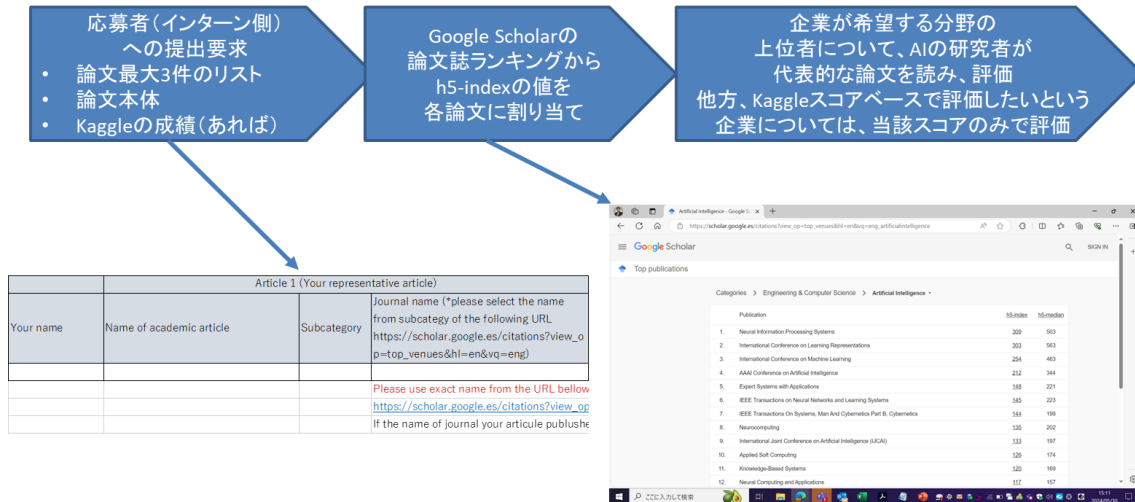 応募者（インターン側）
への提出要求
• 論文最大3件のリスト
• 論文本体
• Kaggleの成績（あれば）
Google Scholarの
論文誌ランキングから
h5-indexの値を
各論文に割り当て
企業が希望する分野の
上位者について、AIの研究者が
代表的な論文を読み、評価
他方、Kaggleスコアベースで評価したいという
企業については、当該スコアのみで評価
Article 1 (Your representative article)
Your name
Name of academic article
Subcategory
Journal name (*please select the name
from subcategy of the following URL
https://scholar.google.es/citations?view_o
p=top_venues&hl=en&vq=eng)
Please use exact name from the URL bellow
https://scholar.google.es/citations?view_op
If the name of journal your articule publushe
Artificial Intelligence - Google Sc
https://scholar.google.es/citations?view_op=top_venues&hl=en&vq=eng_artificialintelligence
Google Scholar
SIGN IN
Top publications
Categories > Engineering & Computer Science > Artificial Intelligence
Publication h5-index h5-median
1. Neural Information Processing Systems 309 503
2. International Conference on Learning Representations 303 563
3. International Conference on Machine Learning 254 463
4. AAAI Conference on Artificial Intelligence 212 344
5. Expert Systems with Applications 148 221
6. IEEE Transactions on Neural Networks and Learning Systems 145 223
7. IEEE Transactions On Systems, Man And Cybernetics Part B, Cybernetics 144 199
8. Neurocomputing 135 202
9. International Joint Conference on Artificial Intelligence (IJCAI) 133 197
10. Applied Soft Computing 126 174
11. Knowledge-Based Systems 120 169
12. Neural Computing and Applications 117 157
ここに入力して検索
15:11
2024/05/30